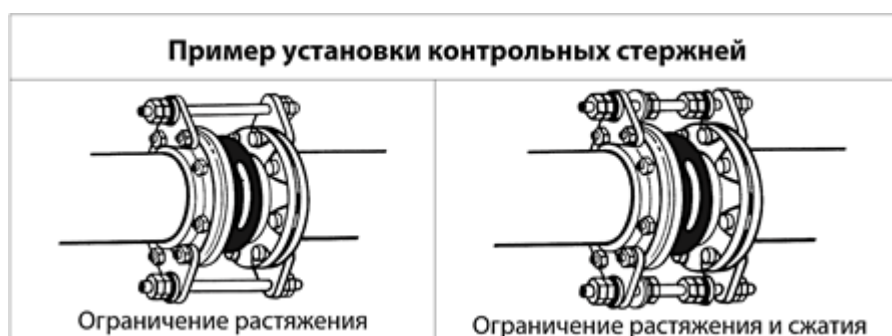 Пример установки контрольных стержней
Ограничение растяжения
Ограничение растяжения и сжатия